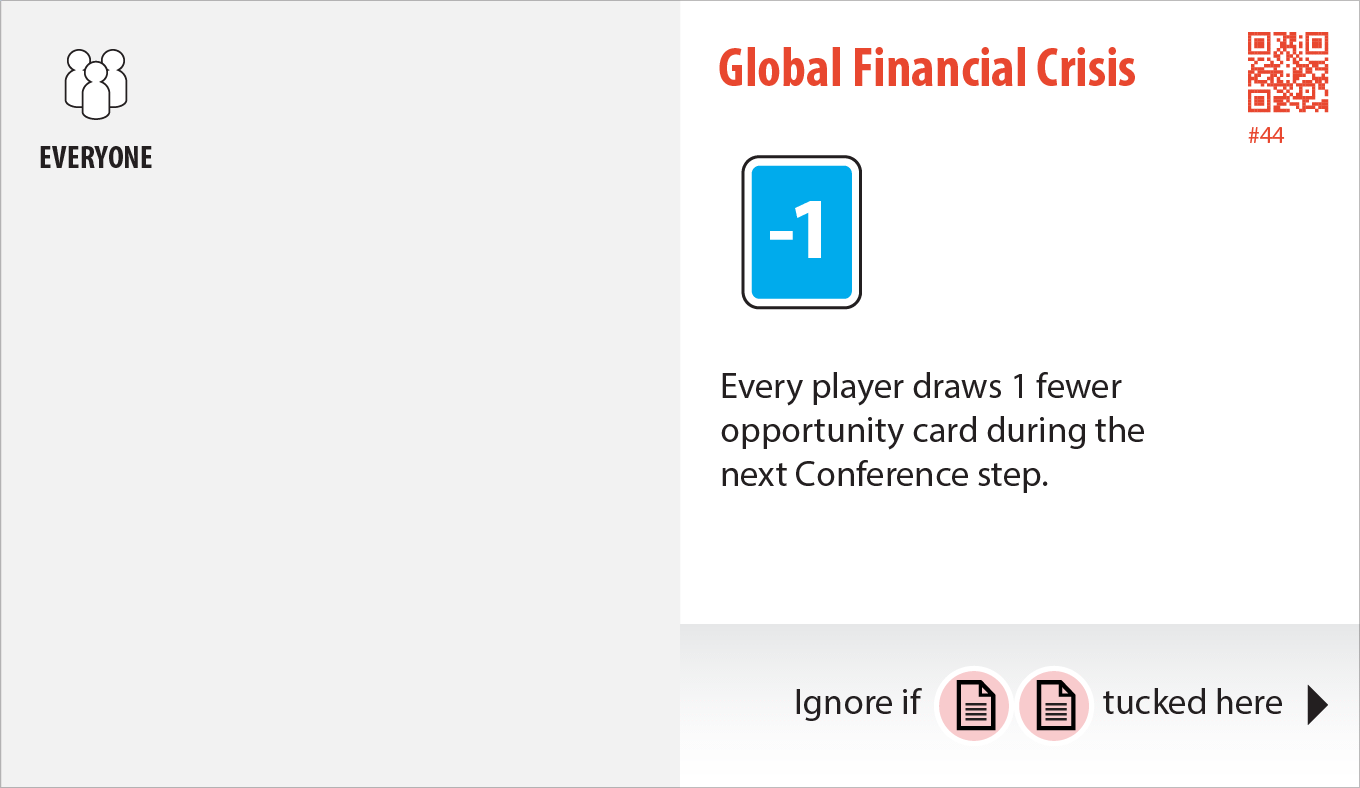 EVERYONE
Global Financial Crisis
#44
-1
Every player draws 1 fewer
opportunity card during the
next Conference step.
Ignore if tucked here